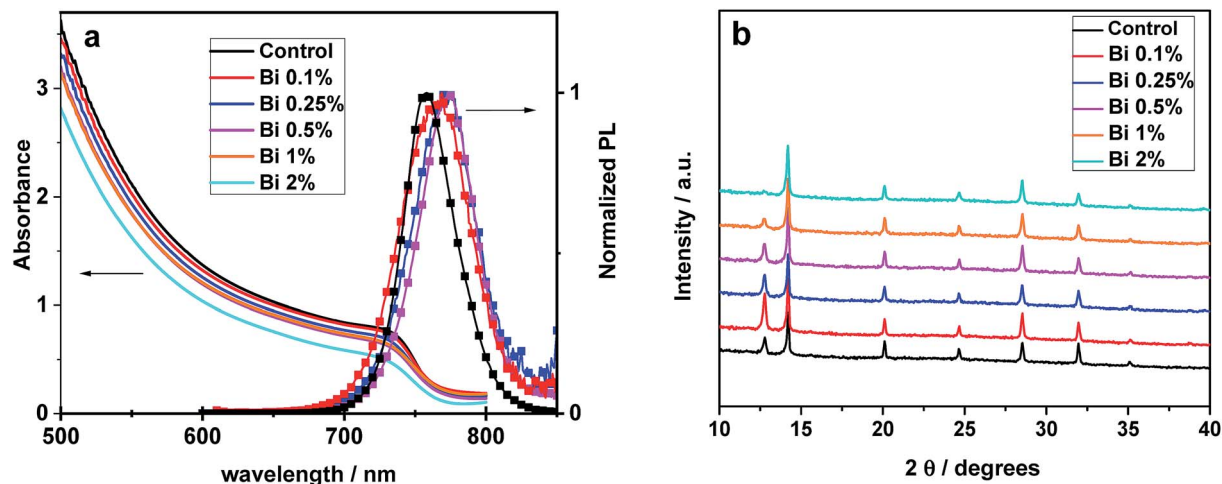 a
Control
Bi 0.1%
Bi 0.25%
Bi 0.5%
Bi 1%
Bi 2%
Absorbance
3
2
1
0
500
600
700
800
wavelength / nm
1
0
Normalized PL
b
Control
Bi 0.1%
Bi 0.25%
Bi 0.5%
Bi 1%
Bi 2%
Intensity / a.u.
10
15
20
25
30
35
40
2 θ / degrees